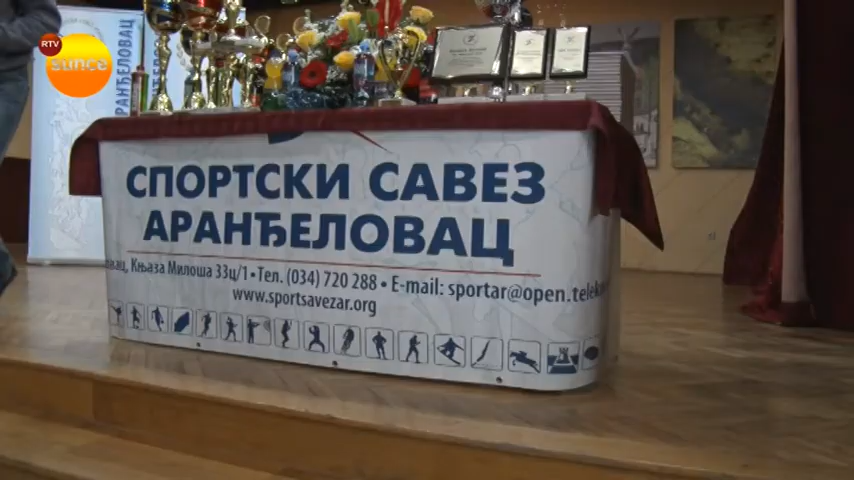 RTV
sunce
АРАНЂЕЛОВАЦ
СПОРТСКИ САВЕЗ
АРАНЂЕЛОВАЦ
Књаза Милоша 33ц/1 • Тел. (034) 720 288 • E-mail: sportar@open.telek
www.sportsavezar.org